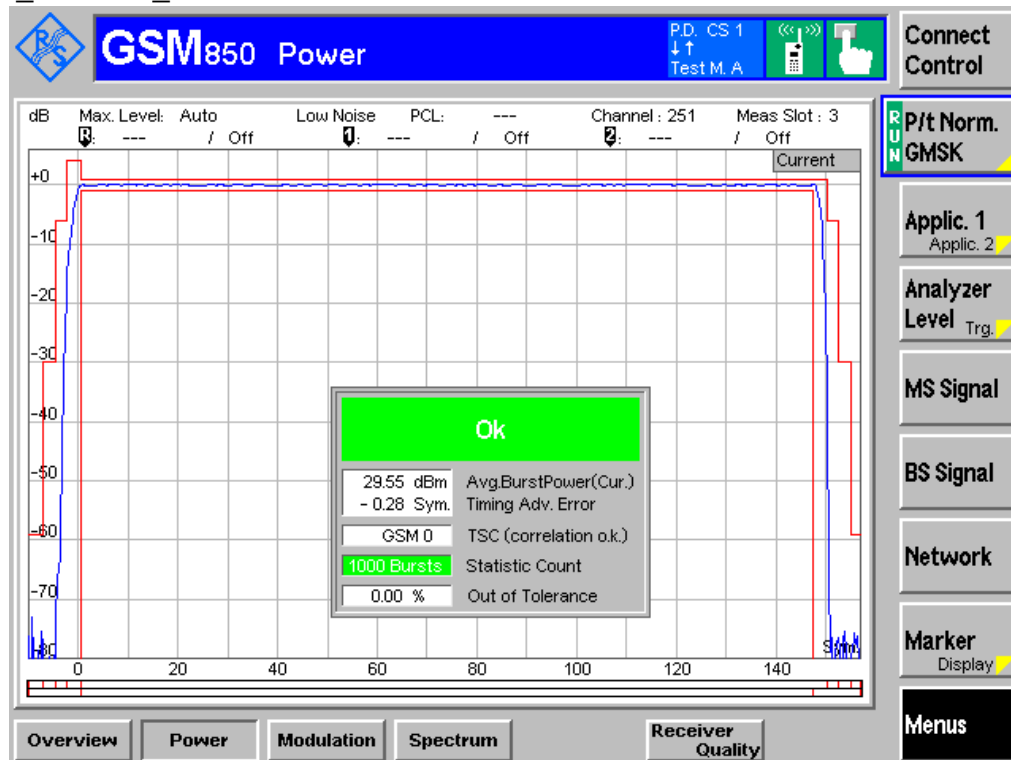 R&S
GSM850 Power
P.D. CS 1
Test M. A
Connect
Control
dB Max. Level: Auto Low Noise PCL: --- Channel : 251 Meas Slot : 3
R: --- / Off 1: --- / Off 2: --- / Off
Current
RUN
P/t Norm.
GMSK
+0
-10
-20
-30
-40
-50
-60
-70
-80
Ok
29.55 dBm Avg.BurstPower(Cur.)
- 0.28 Sym. Timing Adv. Error
GSM 0 TSC (correlation o.k.)
1000 Bursts Statistic Count
0.00 % Out of Tolerance
0 20 40 60 80 100 120 140
Applic. 1
Applic. 2
Analyzer
Level Trg.
MS Signal
BS Signal
Network
Marker
Display
Menus
Overview Power Modulation Spectrum Receiver
Quality